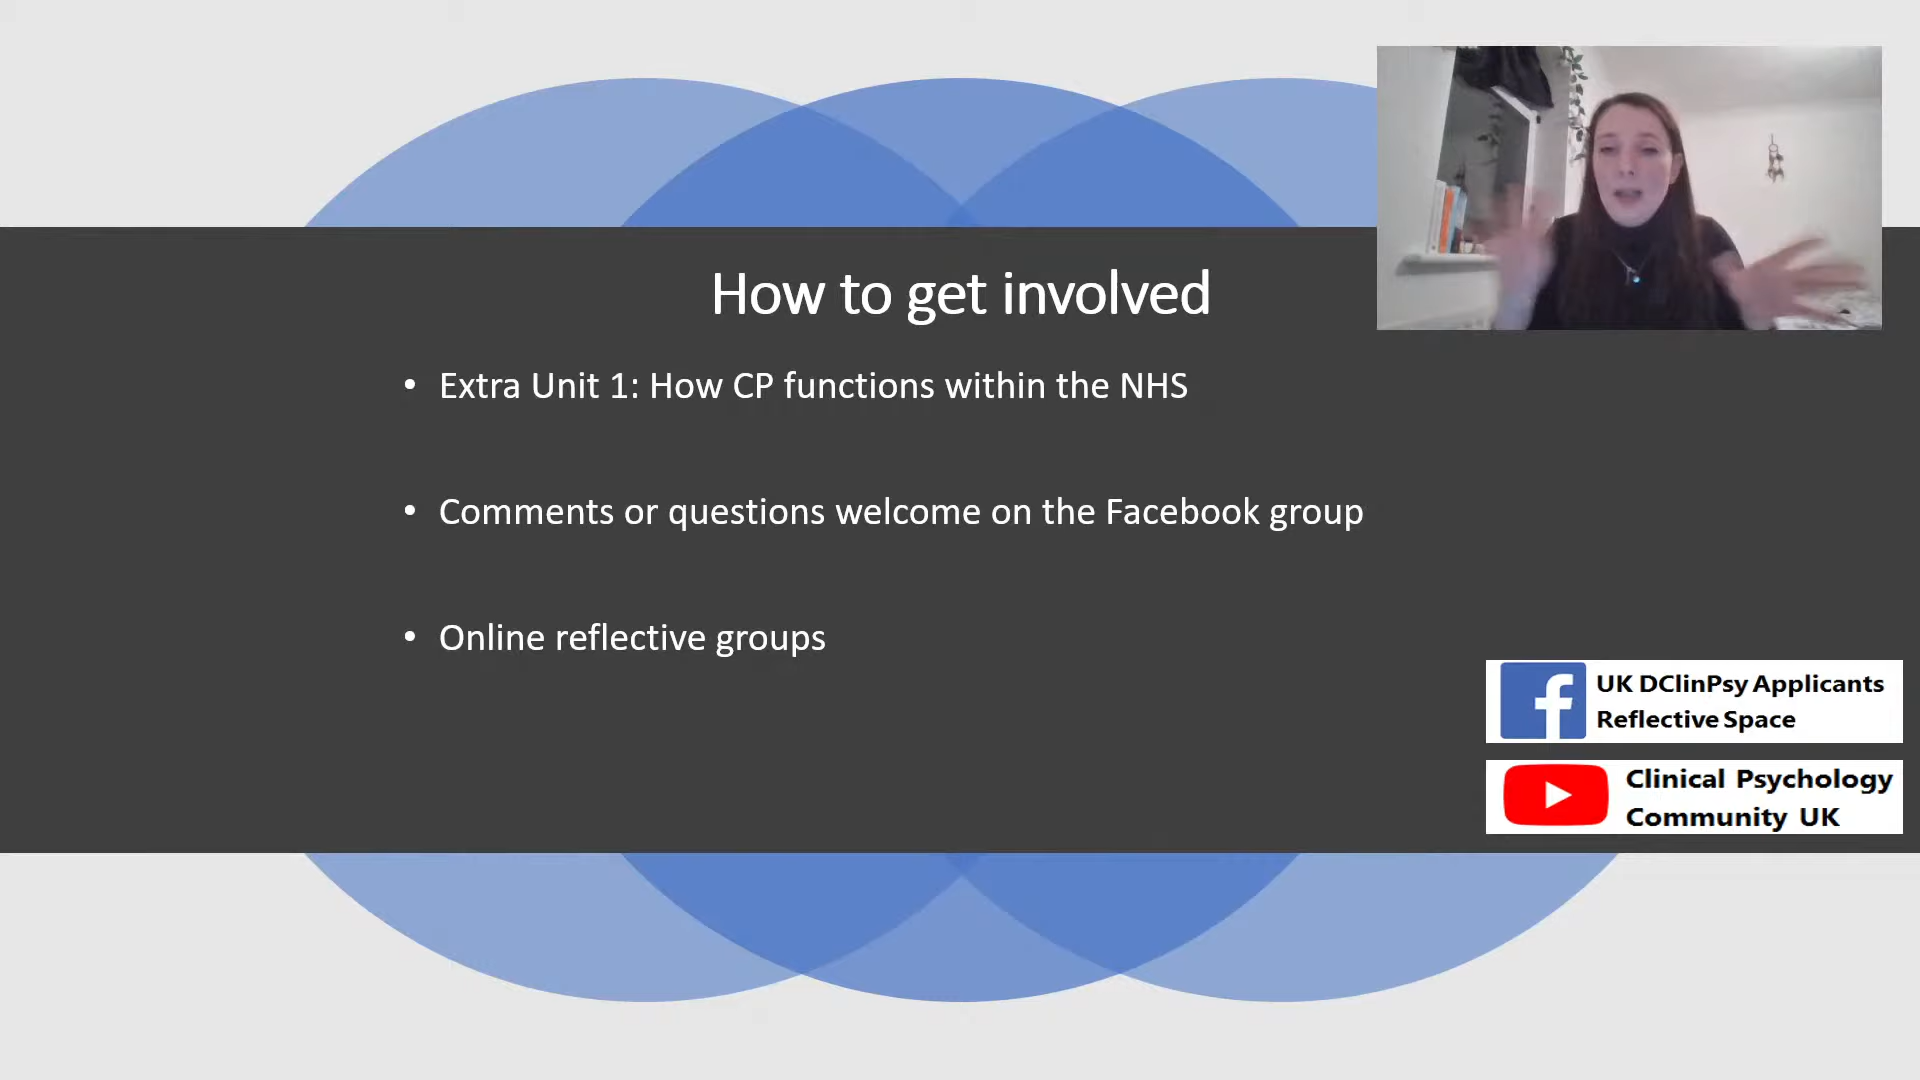 How to get involved
• Extra Unit 1: How CP functions within the NHS
• Comments or questions welcome on the Facebook group
• Online reflective groups
UK DClinPsy Applicants
Reflective Space
Clinical Psychology
Community UK